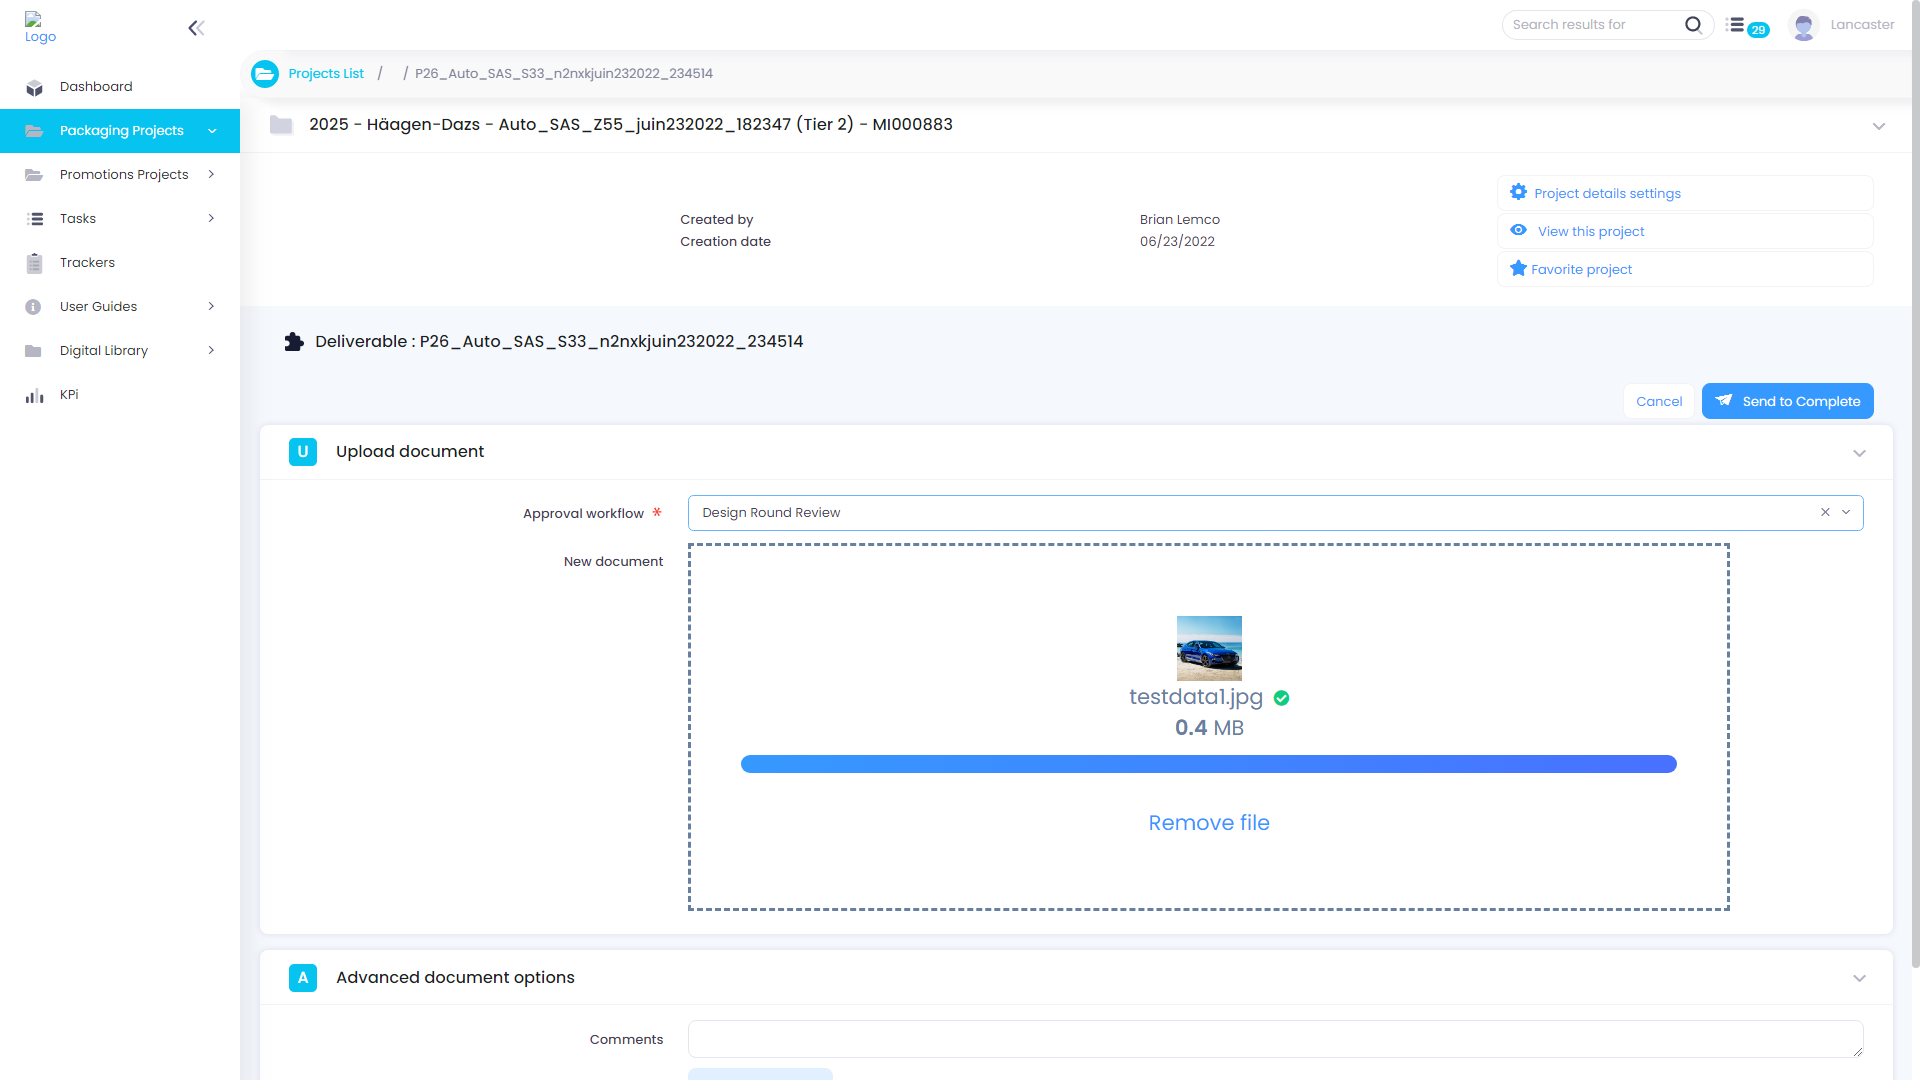 Logo
Search results for
29
Lancaster
Dashboard
Packaging Projects
Promotions Projects
Tasks
Trackers
User Guides
Digital Library
KPi
Projects List / / P26_Auto_SAS_S33_n2nxkjuin232022_234514
2025 - Häagen-Dazs - Auto_SAS_Z55_juin232022_182347 (Tier 2) - MI000883
Created by Brian Lemco
Creation date 06/23/2022
Project details settings
View this project
Favorite project
Deliverable : P26_Auto_SAS_S33_n2nxkjuin232022_234514
Cancel
Send to Complete
U Upload document
Approval workflow * Design Round Review
New document
testdata1.jpg
0.4 MB
Remove file
A Advanced document options
Comments